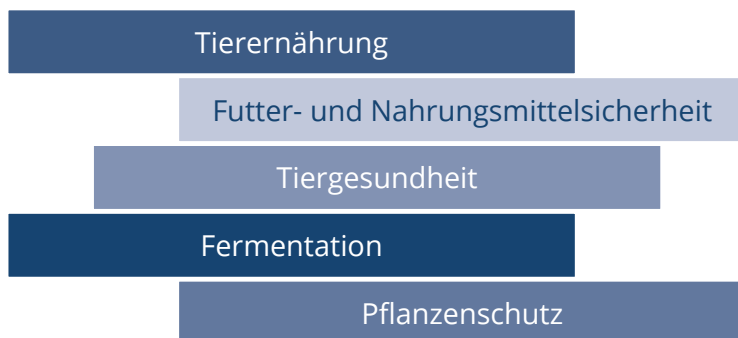 Tierernährung
Futter- und Nahrungsmittelsicherheit
Tiergesundheit
Fermentation
Pflanzenschutz